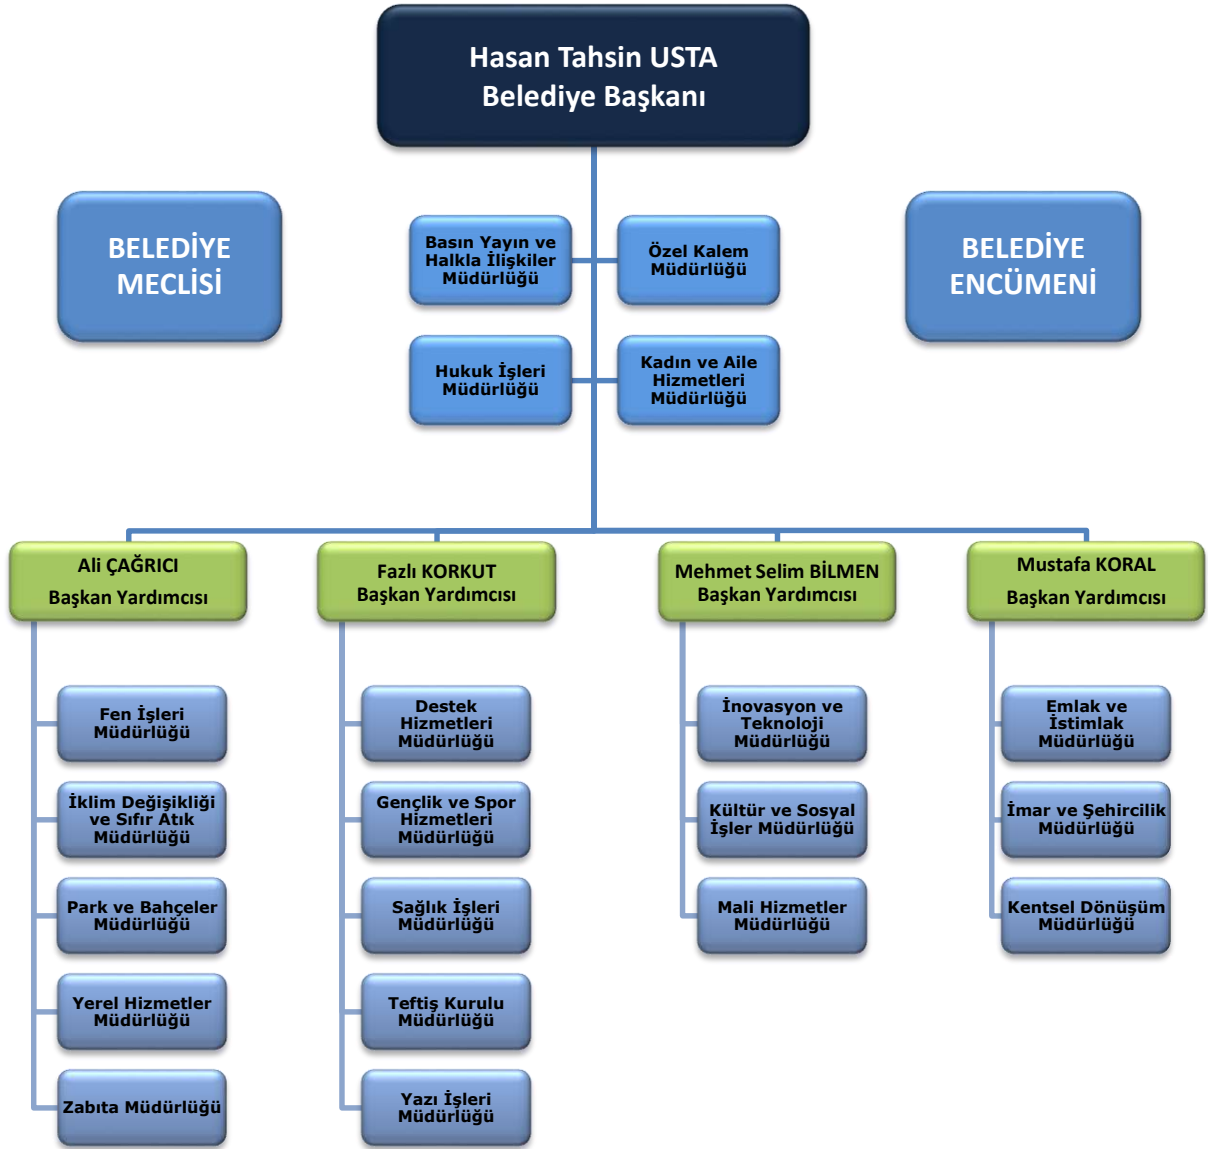 Hasan Tahsin USTA
Belediye Başkanı
BELEDİYE
MECLİSİ
Basın Yayın ve
Halkla İlişkiler
Müdürlüğü
Özel Kalem
Müdürlüğü
BELEDİYE
ENCÜMENİ
Hukuk İşleri
Müdürlüğü
Kadın ve Aile
Hizmetleri
Müdürlüğü
Ali ÇAĞRICI
Başkan Yardımcısı
Fen İşleri
Müdürlüğü
İklim Değişikliği
ve Sıfır Atık
Müdürlüğü
Park ve Bahçeler
Müdürlüğü
Yerel Hizmetler
Müdürlüğü
Zabıta Müdürlüğü
Fazlı KORKUT
Başkan Yardımcısı
Destek
Hizmetleri
Müdürlüğü
Gençlik ve Spor
Hizmetleri
Müdürlüğü
Sağlık İşleri
Müdürlüğü
Teftiş Kurulu
Müdürlüğü
Yazı İşleri
Müdürlüğü
Mehmet Selim BİLMEN
Başkan Yardımcısı
İnovasyon ve
Teknoloji
Müdürlüğü
Kültür ve Sosyal
İşler Müdürlüğü
Mali Hizmetler
Müdürlüğü
Mustafa KORAL
Başkan Yardımcısı
Emlak ve
İstimlak
Müdürlüğü
İmar ve Şehircilik
Müdürlüğü
Kentsel Dönüşüm
Müdürlüğü